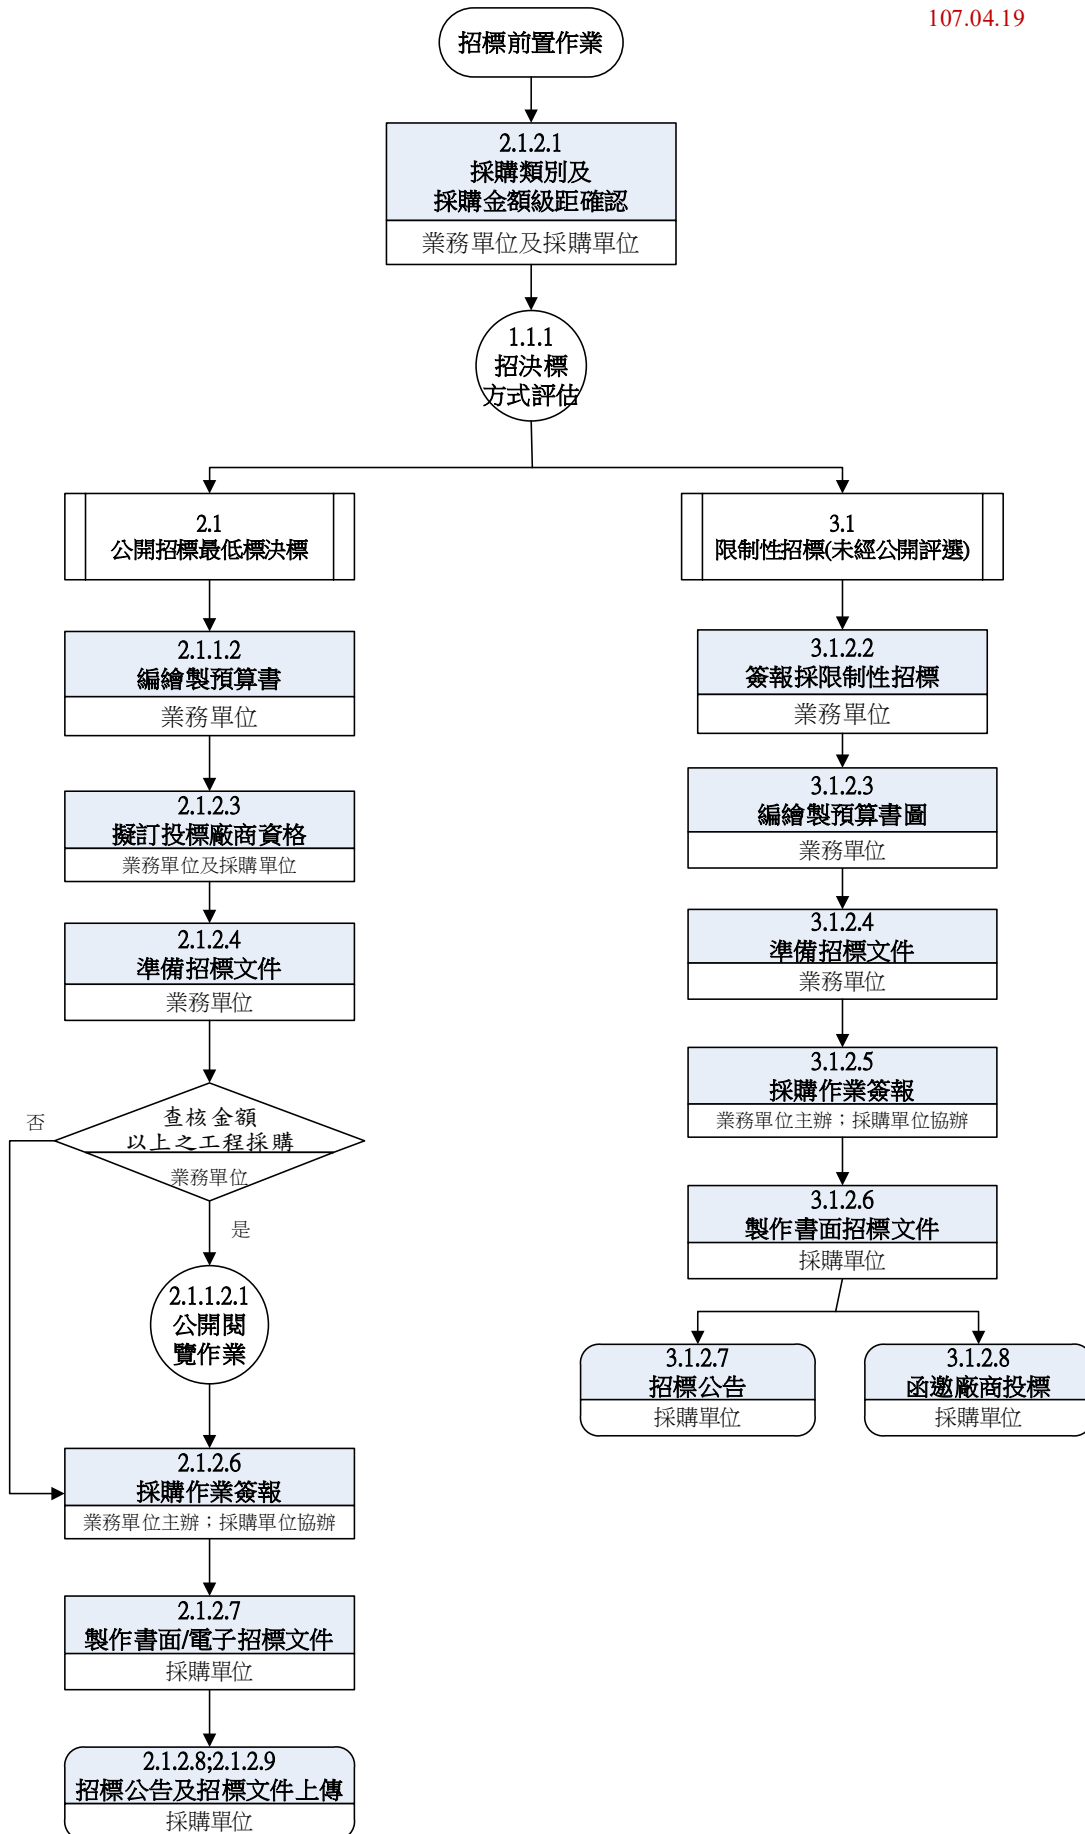 107.04.19
招標前置作業
2.1.2.1
採購類別及
採購金額級距確認
業務單位及採購單位
1.1.1
招決標
方式評估
2.1
公開招標最低標決標
2.1.1.2
編繪製預算書
業務單位
2.1.2.3
擬訂投標廠商資格
業務單位及採購單位
2.1.2.4
準備招標文件
業務單位
查核金額
以上之工程採購
業務單位
否
是
2.1.1.2.1
公開閱
覽作業
2.1.2.6
採購作業簽報
業務單位主辦；採購單位協辦
2.1.2.7
製作書面/電子招標文件
採購單位
2.1.2.8;2.1.2.9
招標公告及招標文件上傳
採購單位
3.1
限制性招標(未經公開評選)
3.1.2.2
簽報採限制性招標
業務單位
3.1.2.3
編繪製預算書圖
業務單位
3.1.2.4
準備招標文件
業務單位
3.1.2.5
採購作業簽報
業務單位主辦；採購單位協辦
3.1.2.6
製作書面招標文件
採購單位
3.1.2.7
招標公告
採購單位
3.1.2.8
函邀廠商投標
採購單位